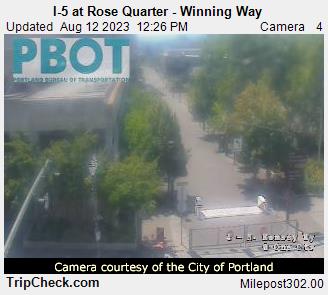 I-5 at Rose Quarter - Winning Way
Updated  Aug 12 2023  12:26 PM  Camera  4
PBOT
PORTLAND BUREAU OF TRANSPORTATION
Camera courtesy of the City of Portland
TripCheck.com  Milepost302.00